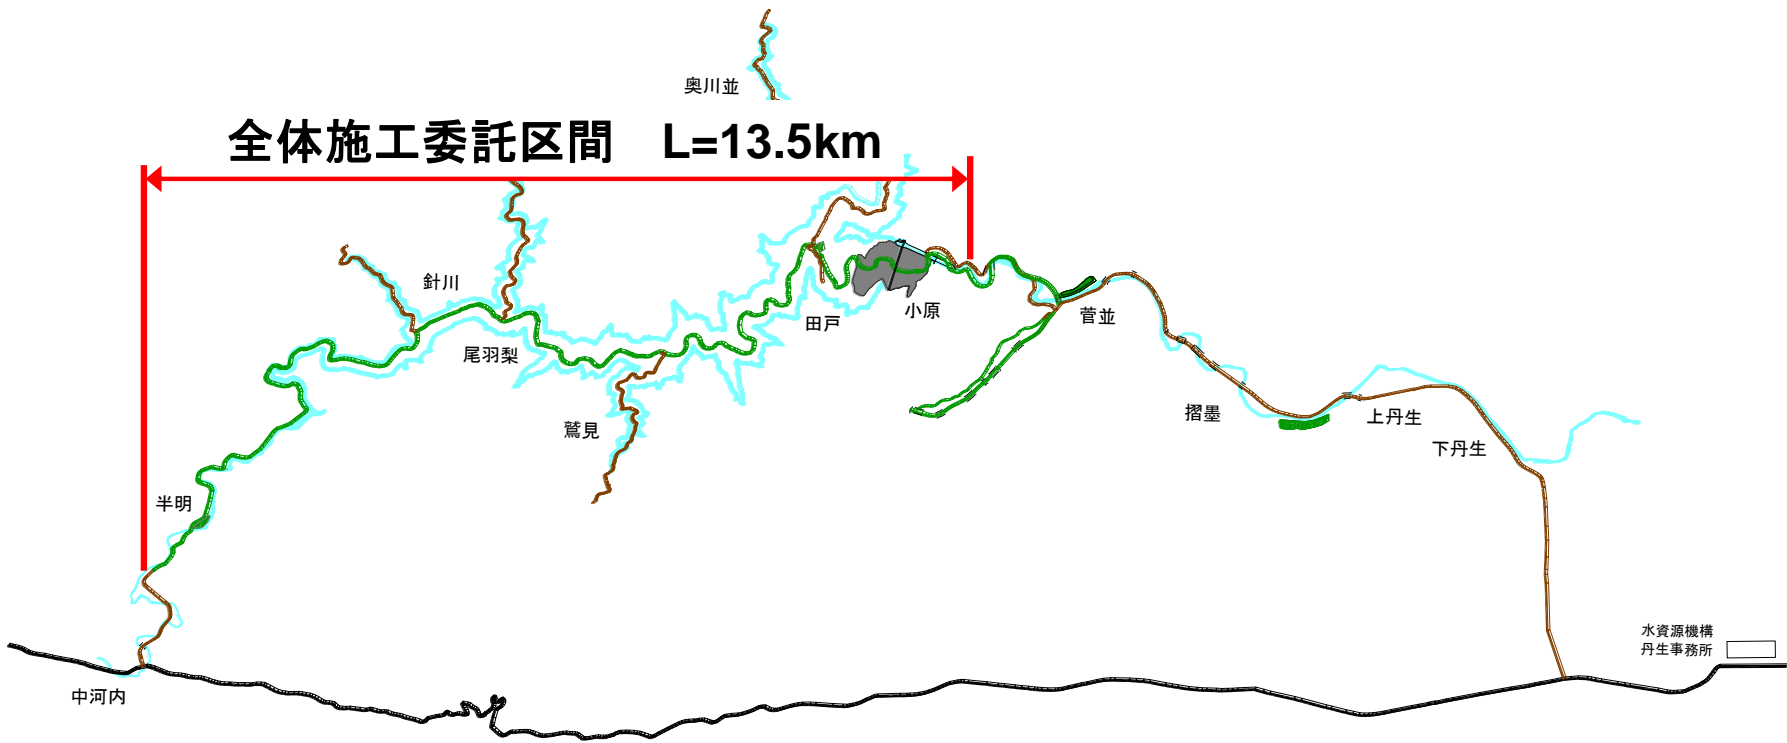 奥川並
全体施工委託区間　L=13.5km
針川
尾羽梨
田戸
小原
菅並
鷲見
摺墨
上丹生
下丹生
半明
水資源機構
丹生事務所
中河内